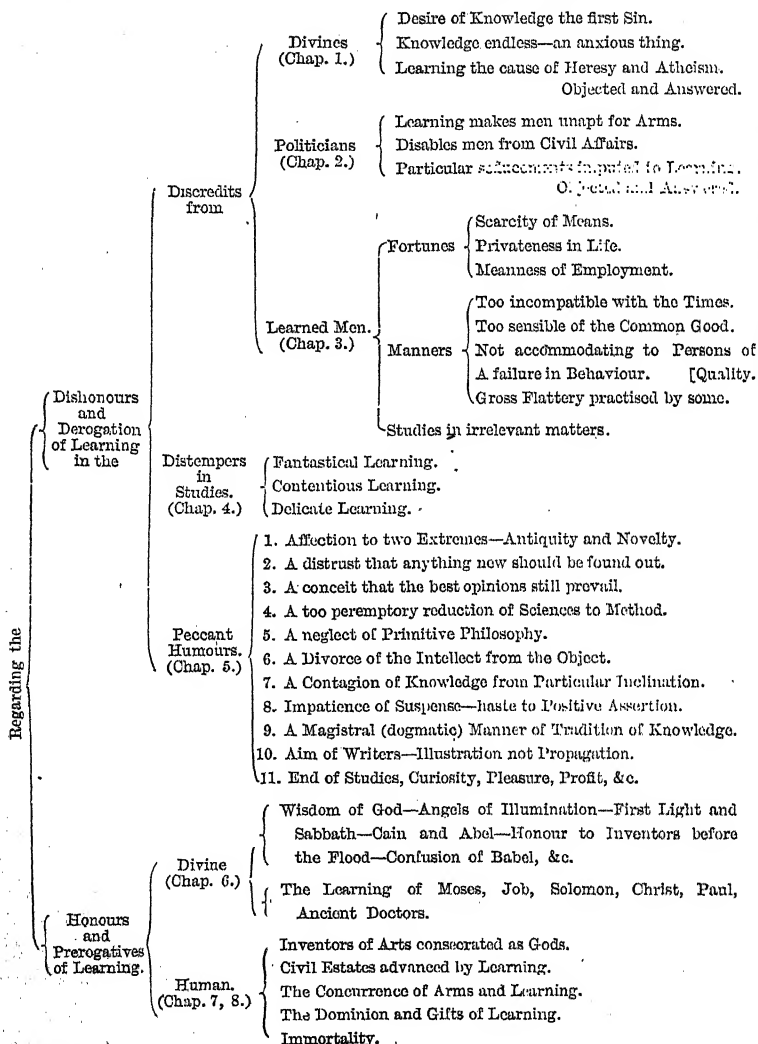 Regarding the
Dishonours
and
Derogation
of Learning
in the
Discredits
from
Divines
(Chap. 1.)
Desire of Knowledge the first Sin.
Knowledge endless—an anxious thing.
Learning the cause of Heresy and Atheism.
Objected and Answered.
Politicians
(Chap. 2.)
Learning makes men unapt for Arms.
Disables men from Civil Affairs.
Particular seducements imputed to Learning.
Objected and Answered.
Learned Men.
(Chap. 3.)
Fortunes
Scarcity of Means.
Privateness in Life.
Meanness of Employment.
Manners
Too incompatible with the Times.
Too sensible of the Common Good.
Not accommodating to Persons of
A failure in Behaviour. [Quality.
Gross Flattery practised by some.
Studies in irrelevant matters.
Distempers
in
Studies.
(Chap. 4.)
Fantastical Learning.
Contentious Learning.
Delicate Learning.
Peccant
Humours.
(Chap. 5.)
1. Affection to two Extremes—Antiquity and Novelty.
2. A distrust that anything new should be found out.
3. A conceit that the best opinions still prevail.
4. A too peremptory reduction of Sciences to Method.
5. A neglect of Primitive Philosophy.
6. A Divorce of the Intellect from the Object.
7. A Contagion of Knowledge from Particular Inclination.
8. Impatience of Suspense—haste to Positive Assertion.
9. A Magistral (dogmatic) Manner of Tradition of Knowledge.
10. Aim of Writers—Illustration not Propagation.
11. End of Studies, Curiosity, Pleasure, Profit, &c.
Honours
and
Prerogatives
of Learning.
Divine
(Chap. 6.)
Wisdom of God—Angels of Illumination—First Light and
Sabbath—Cain and Abel—Honour to Inventors before
the Flood—Confusion of Babel, &c.
The Learning of Moses, Job, Solomon, Christ, Paul,
Ancient Doctors.
Human.
(Chap. 7, 8.)
Inventors of Arts consecrated as Gods.
Civil Estates advanced by Learning.
The Concurrence of Arms and Learning.
The Dominion and Gifts of Learning.
Immortality.